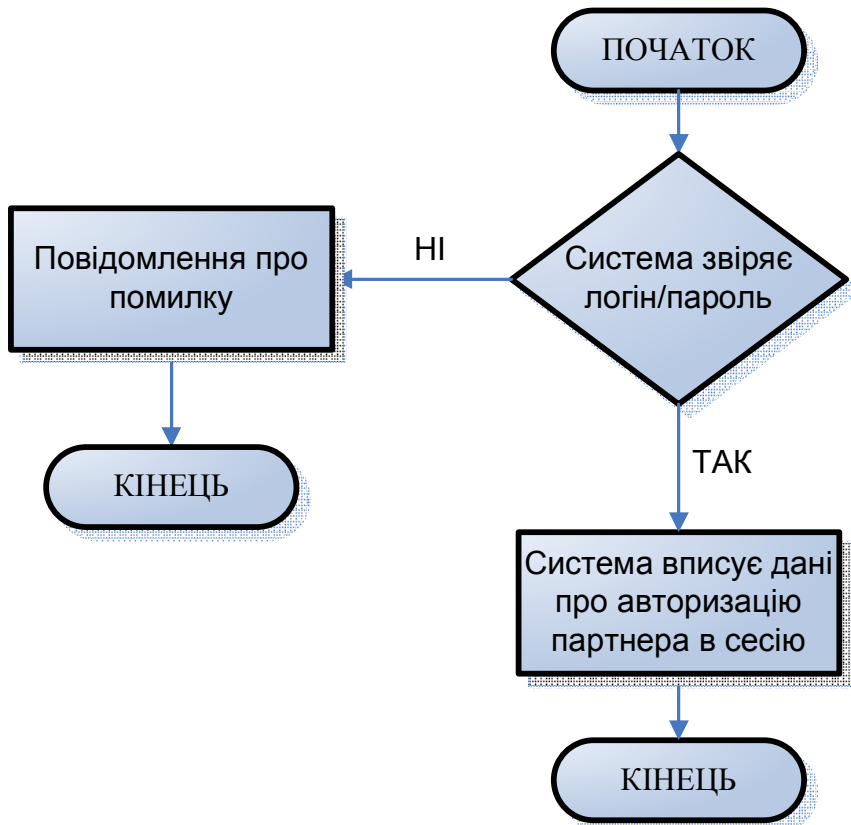 ПОЧАТОК
Система звіряє
логін/пароль
НІ
Повідомлення про
помилку
КІНЕЦЬ
ТАК
Система вписує дані
про авторизацію
партнера в сесію
КІНЕЦЬ